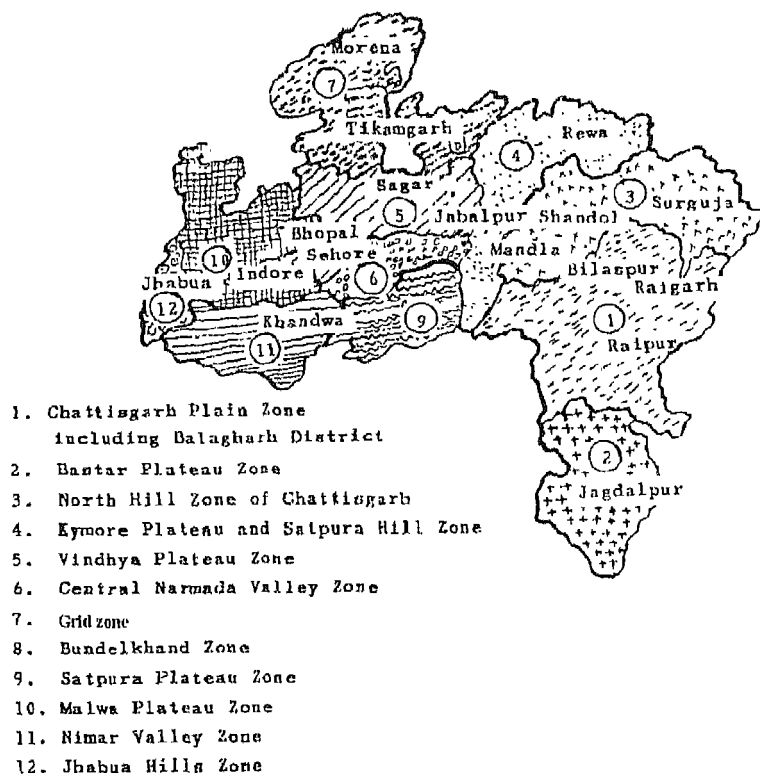 Morena
7
Tikamgarh
4
Rewa
3
Sagar
Surguja
5
Jabalpur Shandol
Bhopal
10
Sehore
Mandla
Jhabua
Indore
6
Bilaspur
Raigarh
12
Khandwa
9
1
11
Raipur
2
Jagdalpur
1. Chattisgarh Plain Zone
including Balagharh District
2. Bastar Plateau Zone
3. North Hill Zone of Chattisgarh
4. Kymore Plateau and Satpura Hill Zone
5. Vindhya Plateau Zone
6. Central Narmada Valley Zone
7. Grid zone
8. Bundelkhand Zone
9. Satpura Plateau Zone
10. Malwa Plateau Zone
11. Nimar Valley Zone
12. Jhabua Hills Zone